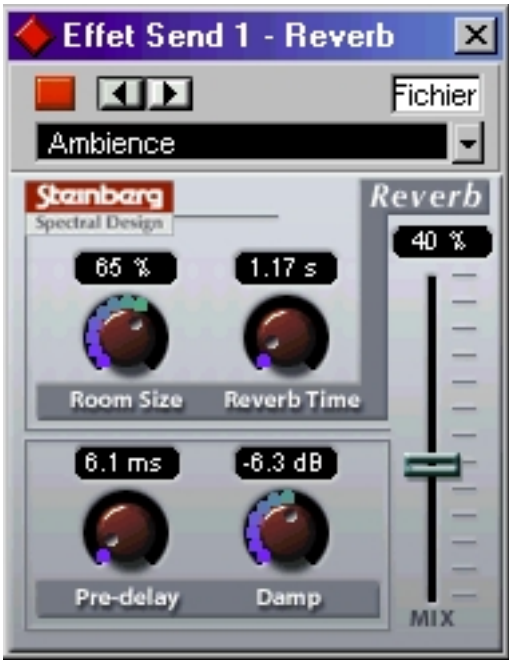 Effet Send 1 - Reverb
Fichier
Ambience
Steinberg
Spectral Design
Reverb
65 %
1.17 s
40 %
Room Size
Reverb Time
6.1 ms
-6.3 dB
Pre-delay
Damp
MIX